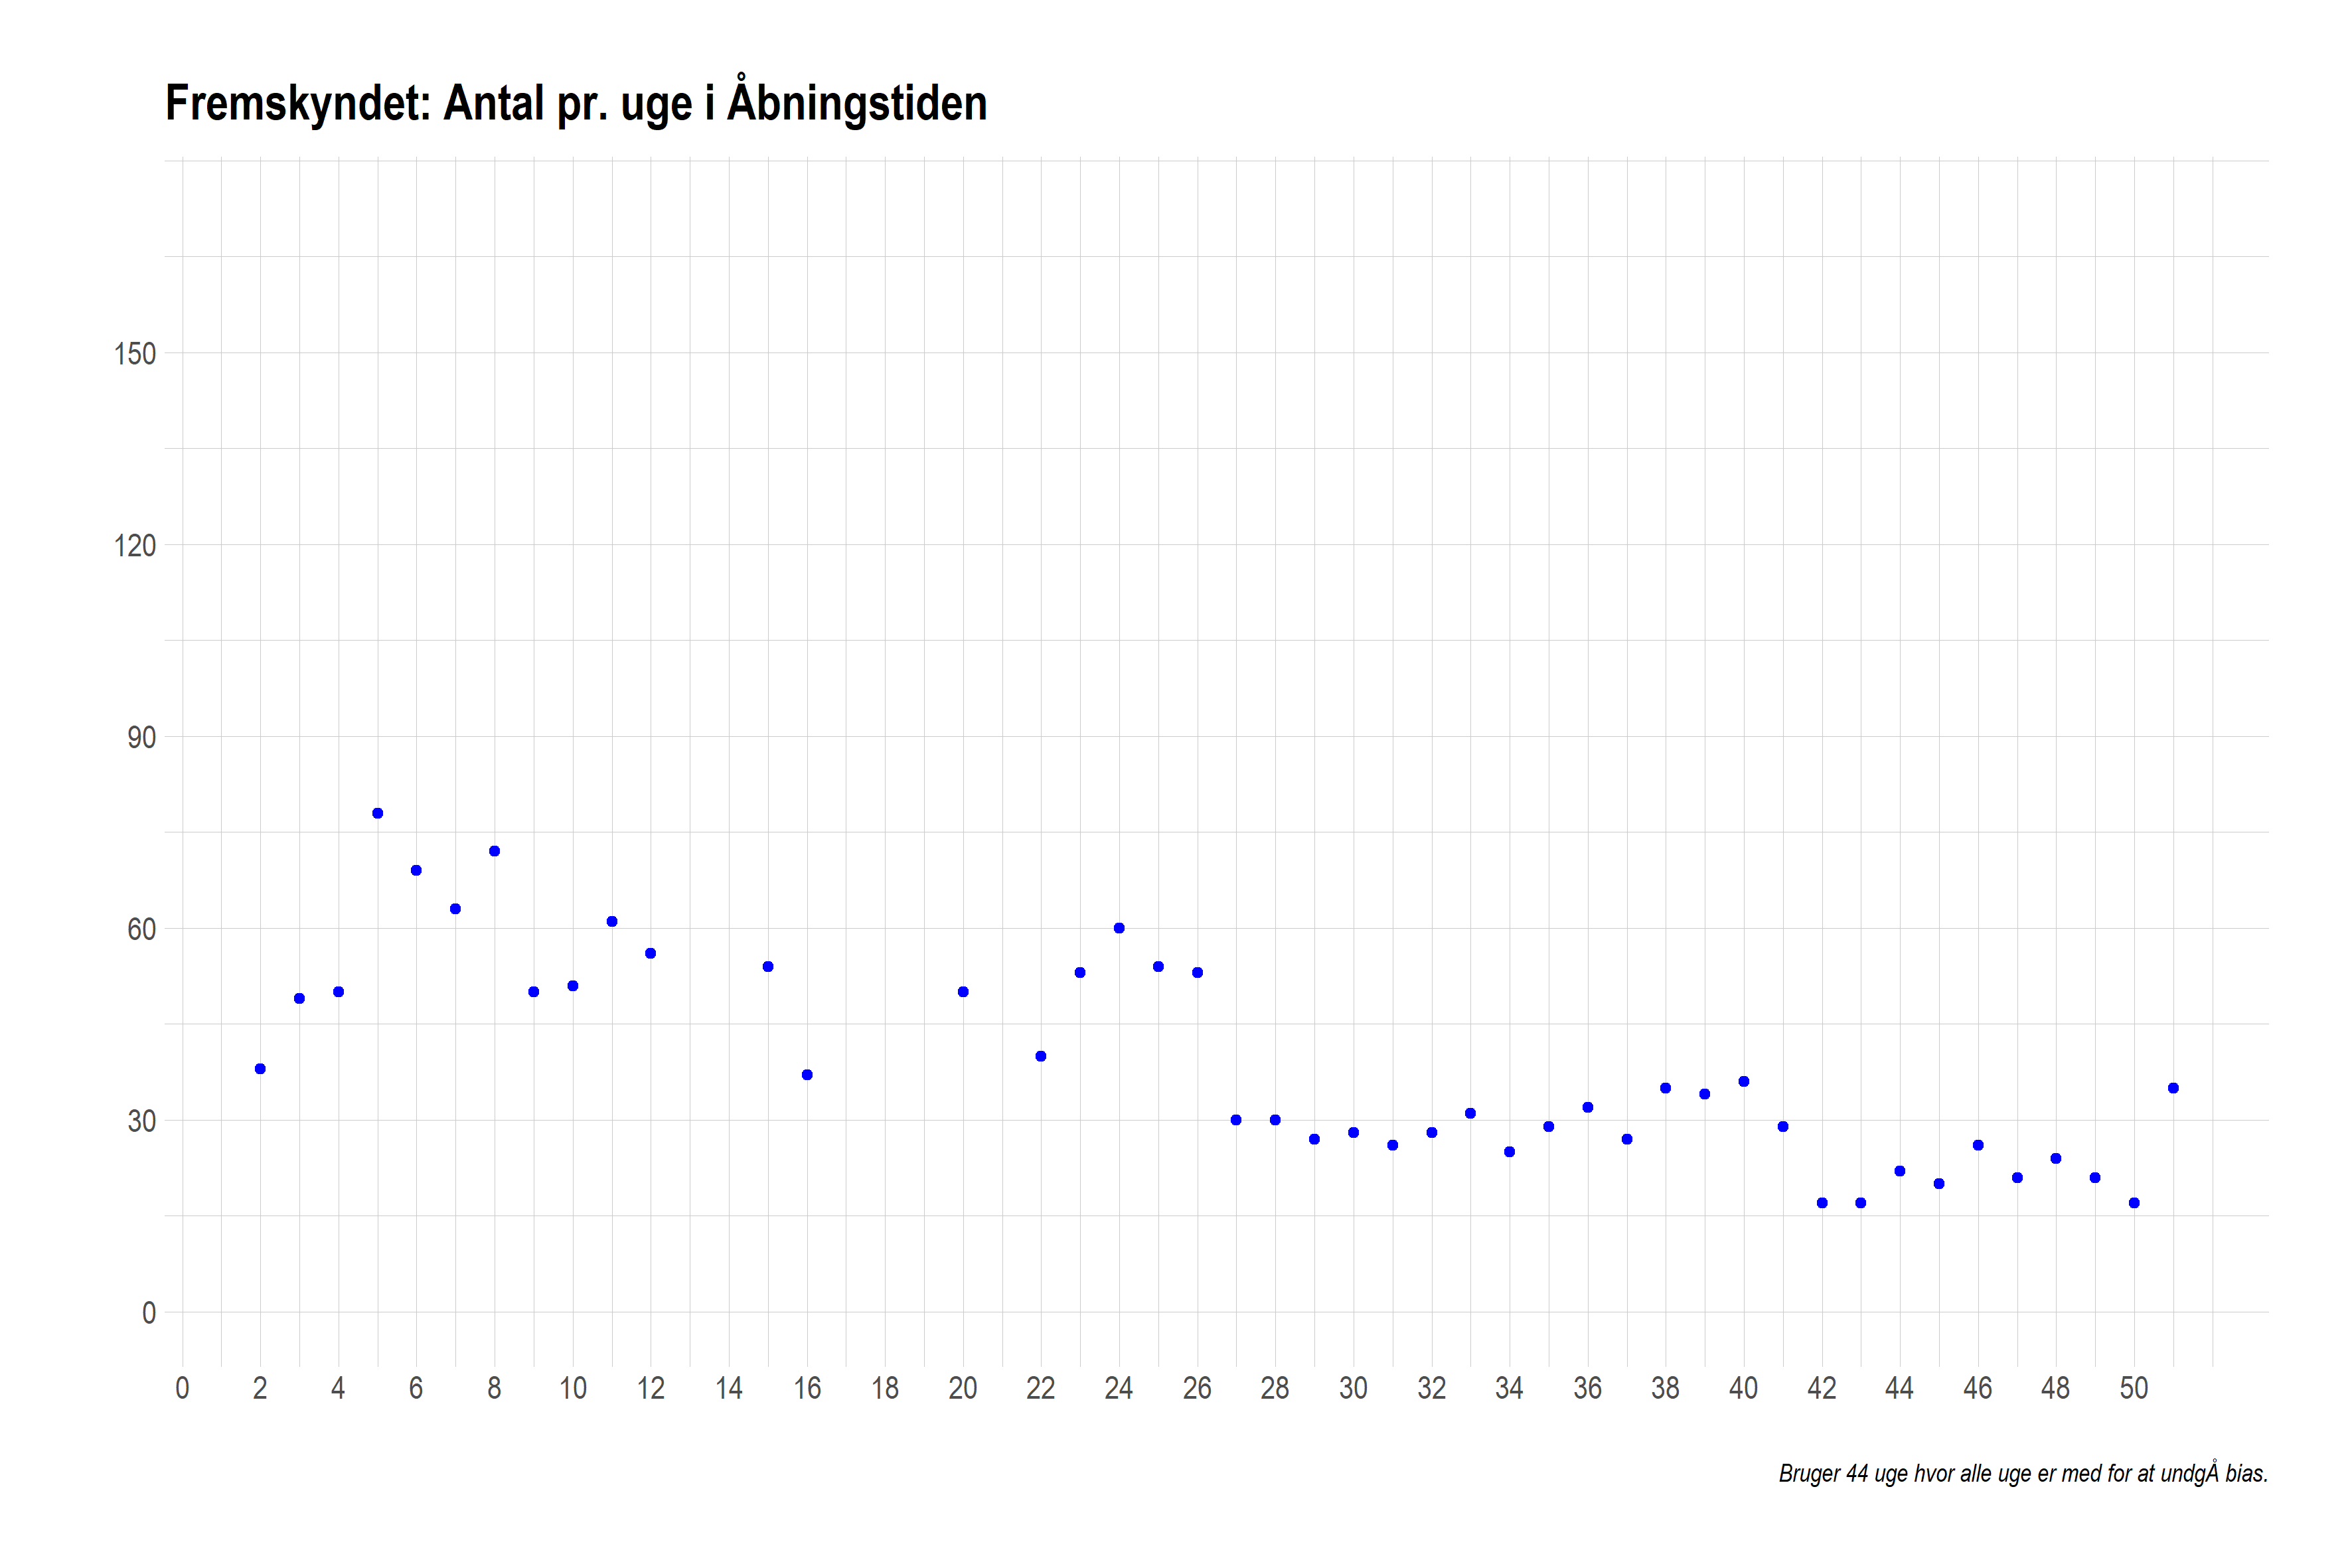 Fremskyndet: Antal pr. uge i Åbningstiden
150
120
90
60
30
0
0 2 4 6 8 10 12 14 16 18 20 22 24 26 28 30 32 34 36 38 40 42 44 46 48 50
Bruger 44 uge hvor alle uge er med for at undgÅ bias.